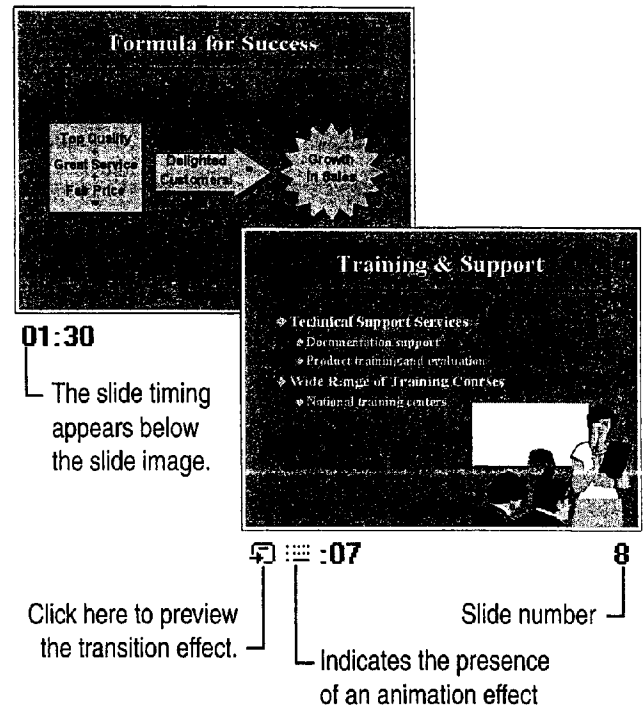 Formula for Success
Top Quality
+
Great Service
+
Fair Price
=
Delighted
Customers!
=
Growth
In Sales
01:30
The slide timing
appears below
the slide image.
Training & Support
Technical Support Services
Documentation support
Product training and evaluation
Wide Range of Training Courses
National training centers
:07
8
Click here to preview
the transition effect.
Slide number
Indicates the presence
of an animation effect